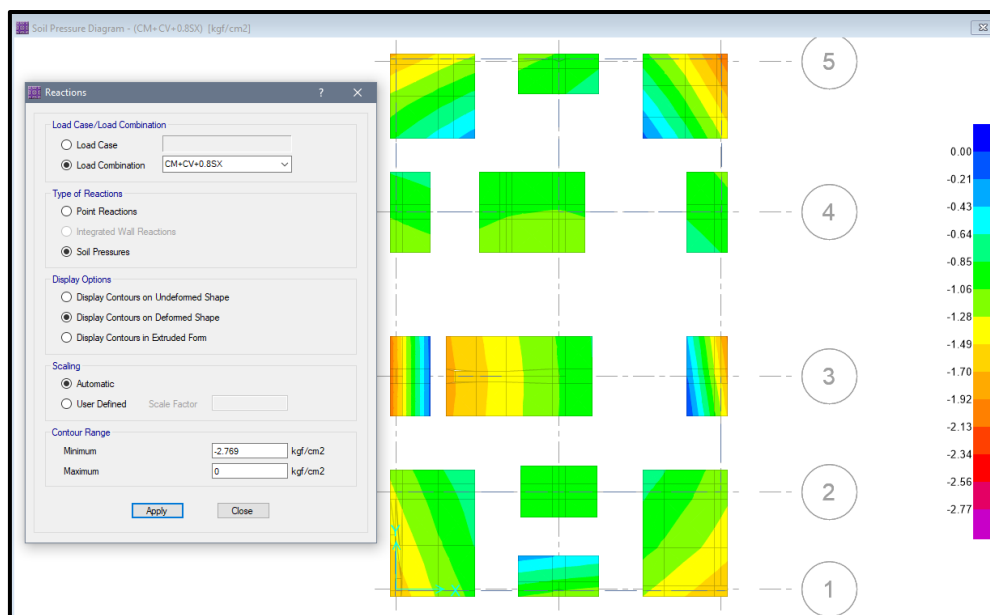 Soil Pressure Diagram - (CM+CV+0.8SX) [kgf/cm2]
Reactions
? X
Load Case/Load Combination
Load Case
Load Combination CM+CV+0.8SX
Type of Reactions
Point Reactions
Integrated Wall Reactions
Soil Pressures
Display Options
Display Contours on Undeformed Shape
Display Contours on Deformed Shape
Display Contours in Extruded Form
Scaling
Automatic
User Defined Scale Factor
Contour Range
Minimum -2.769 kgf/cm2
Maximum 0 kgf/cm2
Apply Close
5
4
3
2
1
0.00
-0.21
-0.43
-0.64
-0.85
-1.06
-1.28
-1.49
-1.70
-1.92
-2.13
-2.34
-2.56
-2.77